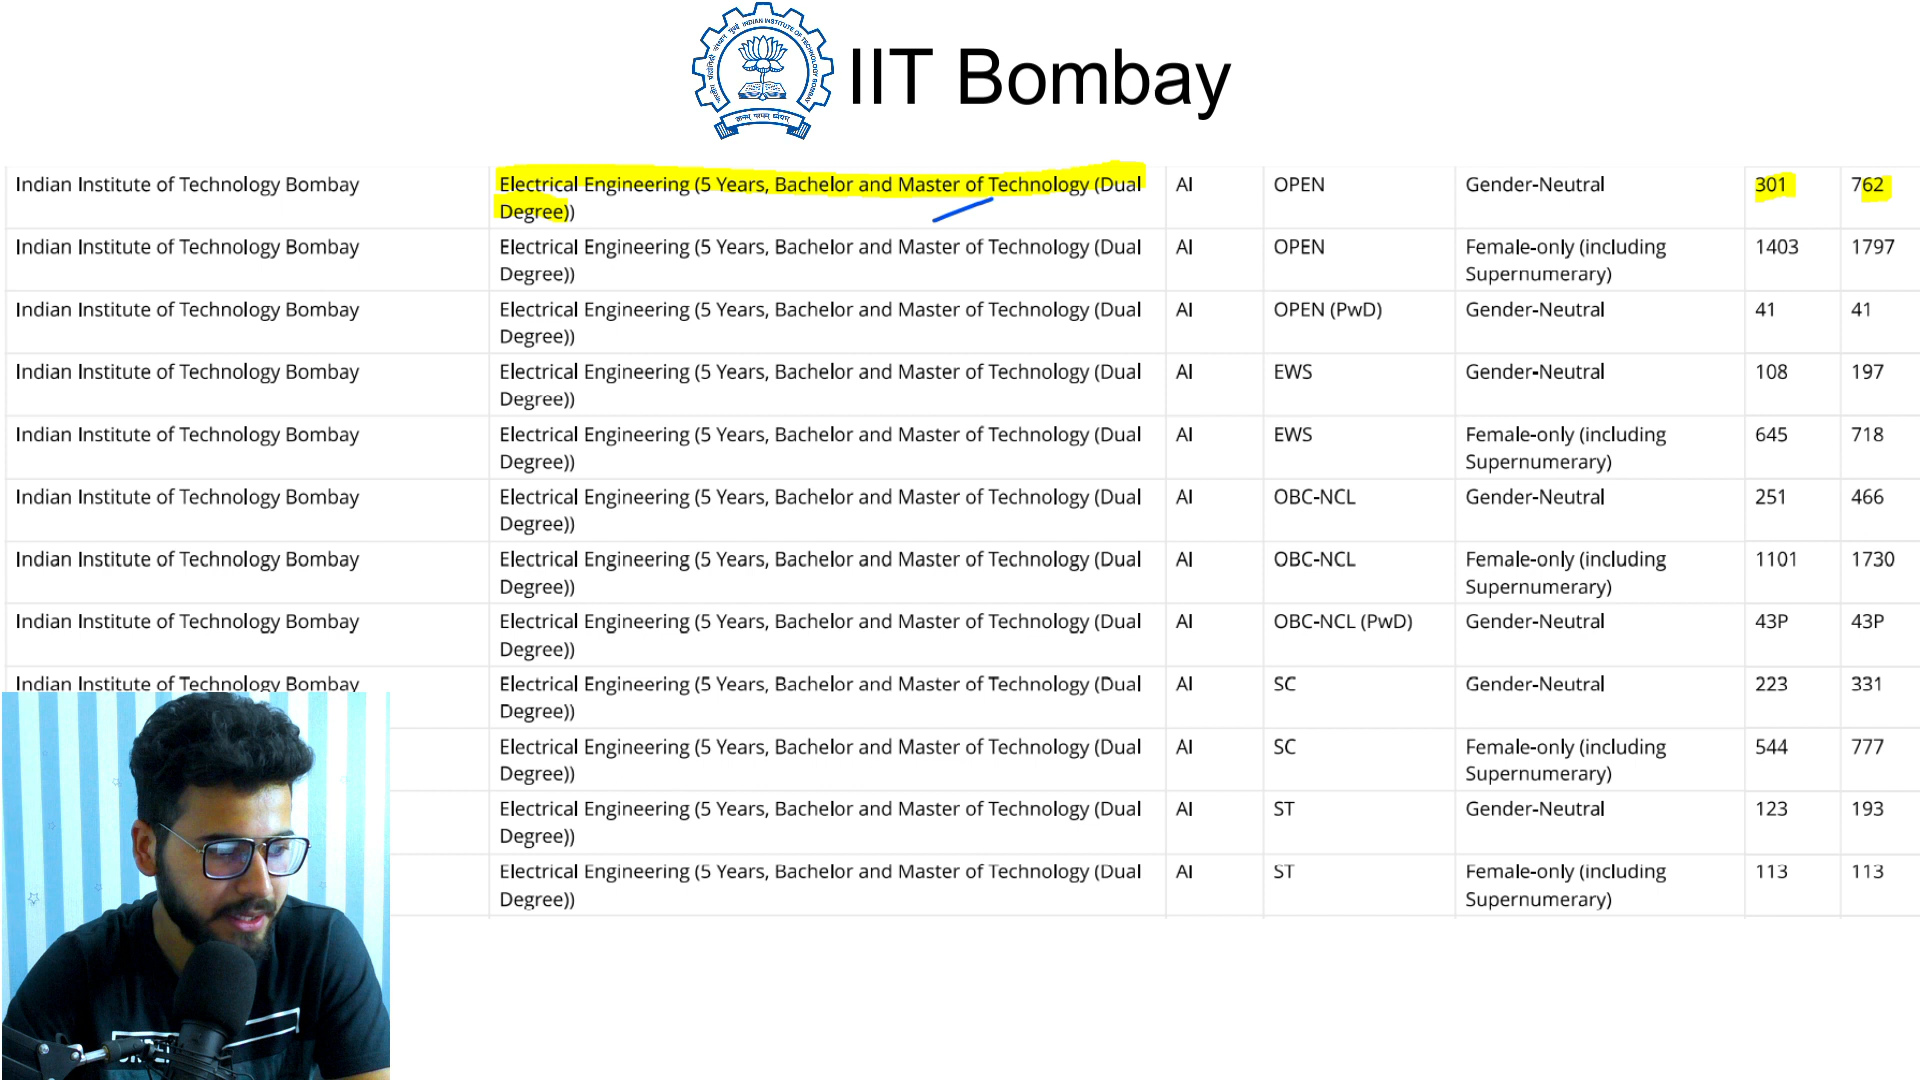 IIT Bombay
Indian Institute of Technology Bombay Electrical Engineering (5 Years, Bachelor and Master of Technology (Dual Degree)) AI OPEN Gender-Neutral 301 762
Indian Institute of Technology Bombay Electrical Engineering (5 Years, Bachelor and Master of Technology (Dual Degree)) AI OPEN Female-only (including Supernumerary) 1403 1797
Indian Institute of Technology Bombay Electrical Engineering (5 Years, Bachelor and Master of Technology (Dual Degree)) AI OPEN (PwD) Gender-Neutral 41 41
Indian Institute of Technology Bombay Electrical Engineering (5 Years, Bachelor and Master of Technology (Dual Degree)) AI EWS Gender-Neutral 108 197
Indian Institute of Technology Bombay Electrical Engineering (5 Years, Bachelor and Master of Technology (Dual Degree)) AI EWS Female-only (including Supernumerary) 645 718
Indian Institute of Technology Bombay Electrical Engineering (5 Years, Bachelor and Master of Technology (Dual Degree)) AI OBC-NCL Gender-Neutral 251 466
Indian Institute of Technology Bombay Electrical Engineering (5 Years, Bachelor and Master of Technology (Dual Degree)) AI OBC-NCL Female-only (including Supernumerary) 1101 1730
Indian Institute of Technology Bombay Electrical Engineering (5 Years, Bachelor and Master of Technology (Dual Degree)) AI OBC-NCL (PwD) Gender-Neutral 43P 43P
Indian Institute of Technology Bombay Electrical Engineering (5 Years, Bachelor and Master of Technology (Dual Degree)) AI SC Gender-Neutral 223 331
Electrical Engineering (5 Years, Bachelor and Master of Technology (Dual Degree)) AI SC Female-only (including Supernumerary) 544 777
Electrical Engineering (5 Years, Bachelor and Master of Technology (Dual Degree)) AI ST Gender-Neutral 123 193
Electrical Engineering (5 Years, Bachelor and Master of Technology (Dual Degree)) AI ST Female-only (including Supernumerary) 113 113